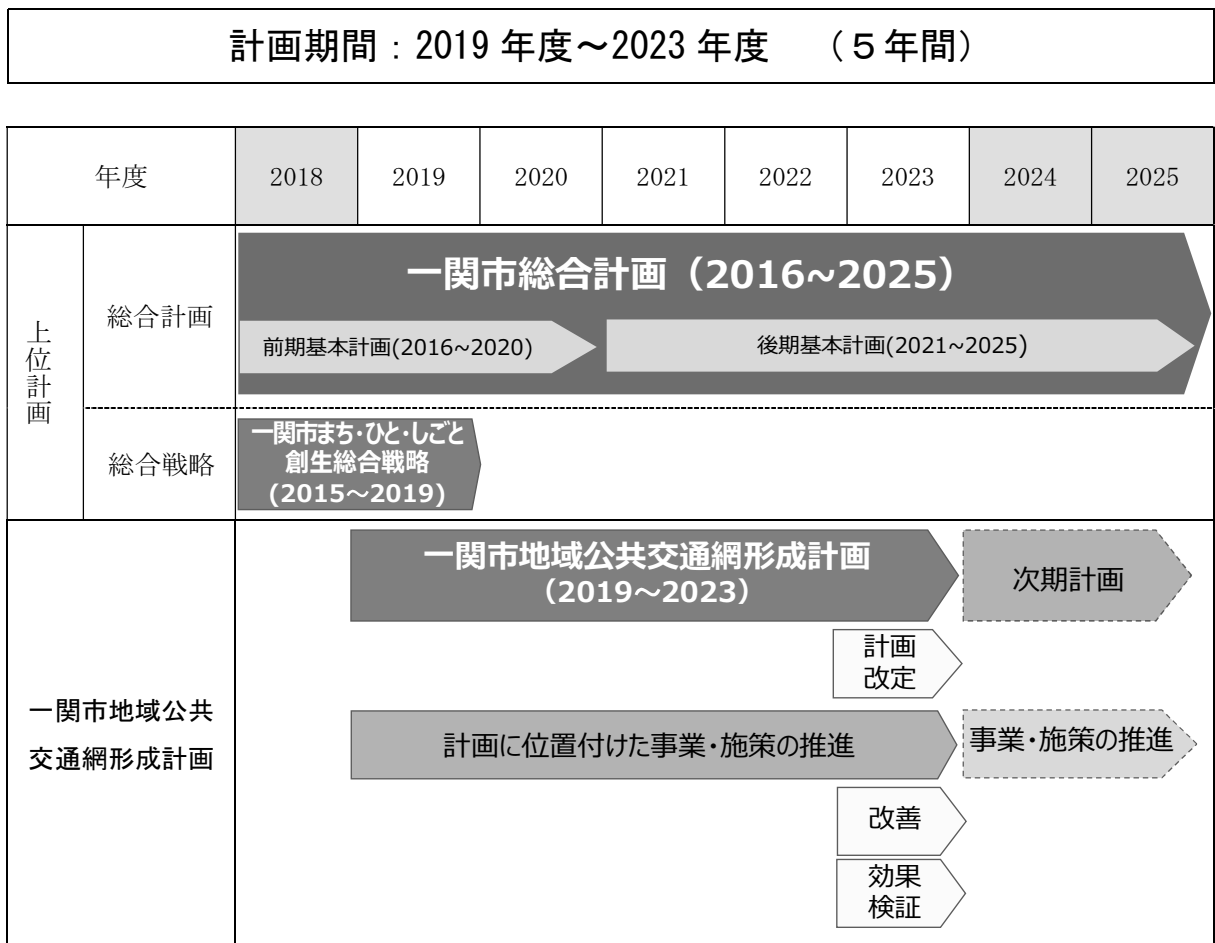 計画期間：2019 年度～2023 年度　（５年間）
年度 2018 2019 2020 2021 2022 2023 2024 2025
上位計画
総合計画
一関市総合計画（2016~2025）
前期基本計画(2016~2020)
後期基本計画(2021~2025)
総合戦略
一関市まち・ひと・しごと
創生総合戦略
(2015～2019)
一関市地域公共
交通網形成計画
一関市地域公共交通網形成計画
（2019～2023）
次期計画
計画
改定
計画に位置付けた事業・施策の推進
事業・施策の推進
改善
効果
検証